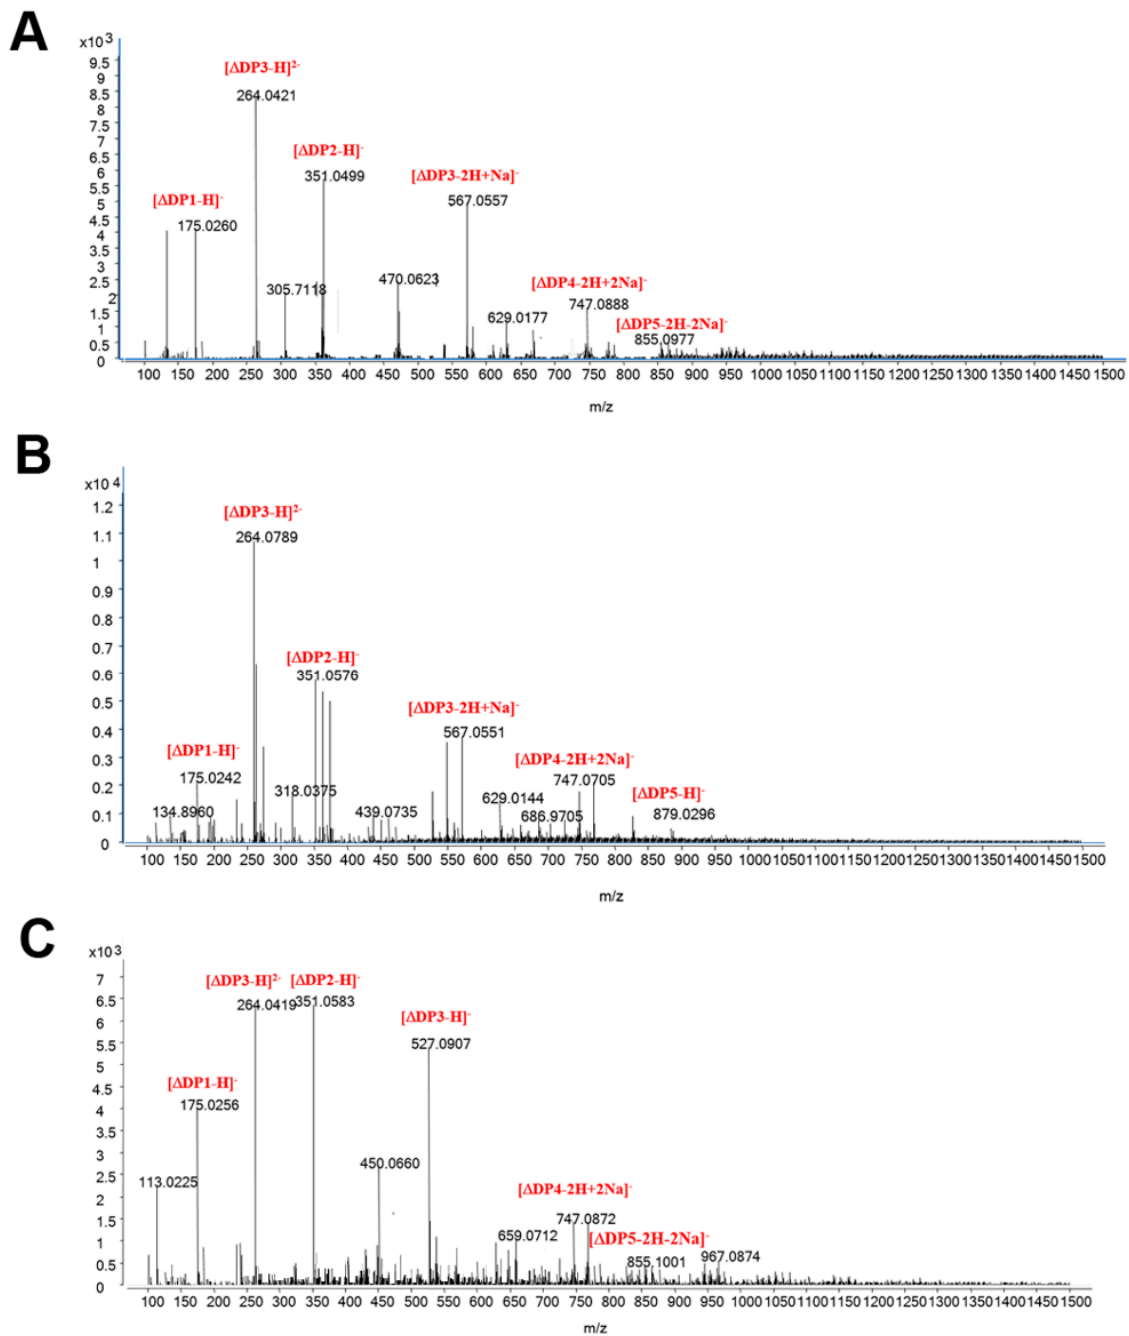 A
x10 3
9.5
9
8.5
8
7.5
7
6.5
6
5.5
5
4.5
4
3.5
3
2.5
2
1.5
1
0.5
0
[ΔDP3-H]2-
264.0421
[ΔDP2-H]-
351.0499
[ΔDP3-2H+Na]-
567.0557
[ΔDP1-H]-
175.0260
305.7118
470.0623
629.0177
[ΔDP4-2H+2Na]-
747.0888
[ΔDP5-2H-2Na]-
855.0977
100 150 200 250 300 350 400 450 500 550 600 650 700 750 800 850 900 950 1000 1050 1100 1150 1200 1250 1300 1350 1400 1450 1500
m/z
B
x10 4
1.2
1.1
1
0.9
0.8
0.7
0.6
0.5
0.4
0.3
0.2
0.1
0
[ΔDP3-H]2-
264.0789
[ΔDP2-H]-
351.0576
[ΔDP3-2H+Na]-
567.0551
[ΔDP1-H]-
175.0242
134.8960
318.0375
439.0735
629.0144
686.9705
[ΔDP4-2H+2Na]-
747.0705
[ΔDP5-H]-
879.0296
100 150 200 250 300 350 400 450 500 550 600 650 700 750 800 850 900 950 1000 1050 1100 1150 1200 1250 1300 1350 1400 1450 1500
m/z
C
x10 3
7
6.5
6
5.5
5
4.5
4
3.5
3
2.5
2
1.5
1
0.5
0
[ΔDP3-H]2- [ΔDP2-H]-
264.0419 351.0583
[ΔDP3-H]-
527.0907
[ΔDP1-H]-
175.0256
113.0225
450.0660
659.0712
[ΔDP4-2H+2Na]-
747.0872
[ΔDP5-2H-2Na]-
855.1001
967.0874
100 150 200 250 300 350 400 450 500 550 600 650 700 750 800 850 900 950 1000 1050 1100 1150 1200 1250 1300 1350 1400 1450 1500
m/z